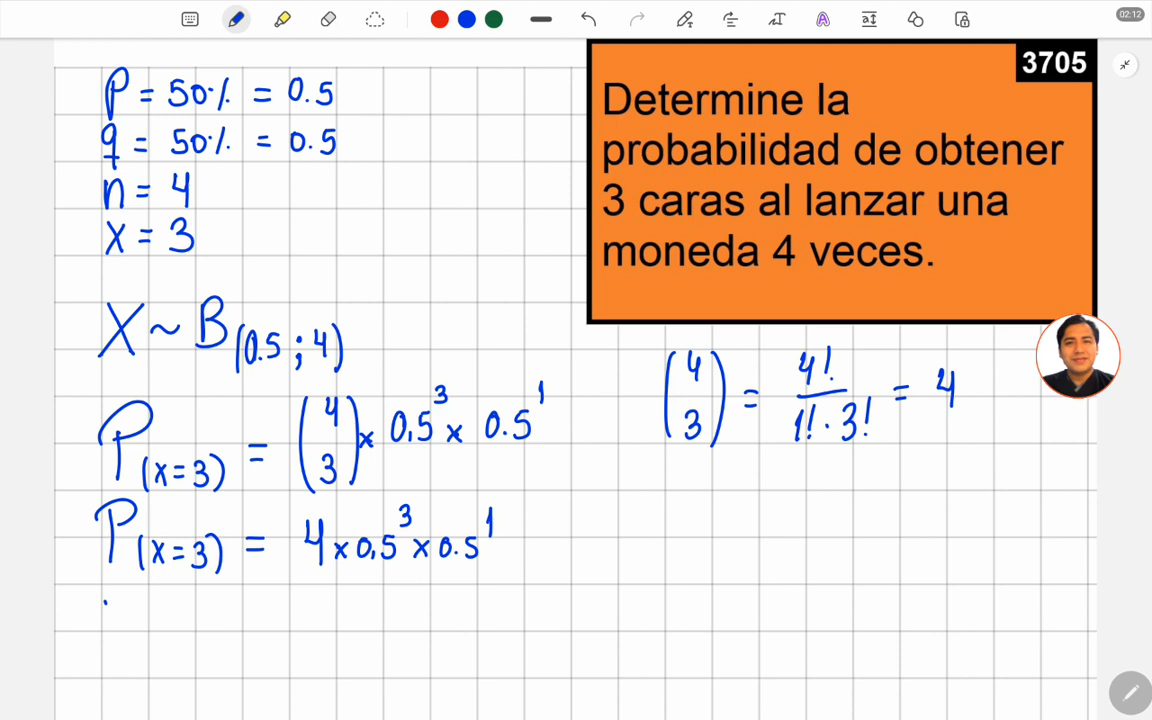 02:12
3705
Determine la
probabilidad de obtener
3 caras al lanzar una
moneda 4 veces.
P = 50% = 0.5
q = 50% = 0.5
n = 4
X = 3
X ~ B(0.5 ; 4)
P(x=3) = (4 3) x 0,5^3 x 0.5^1
(4 3) = 4! / 1! · 3! = 4
P(x=3) = 4 x 0,5^3 x 0.5^1